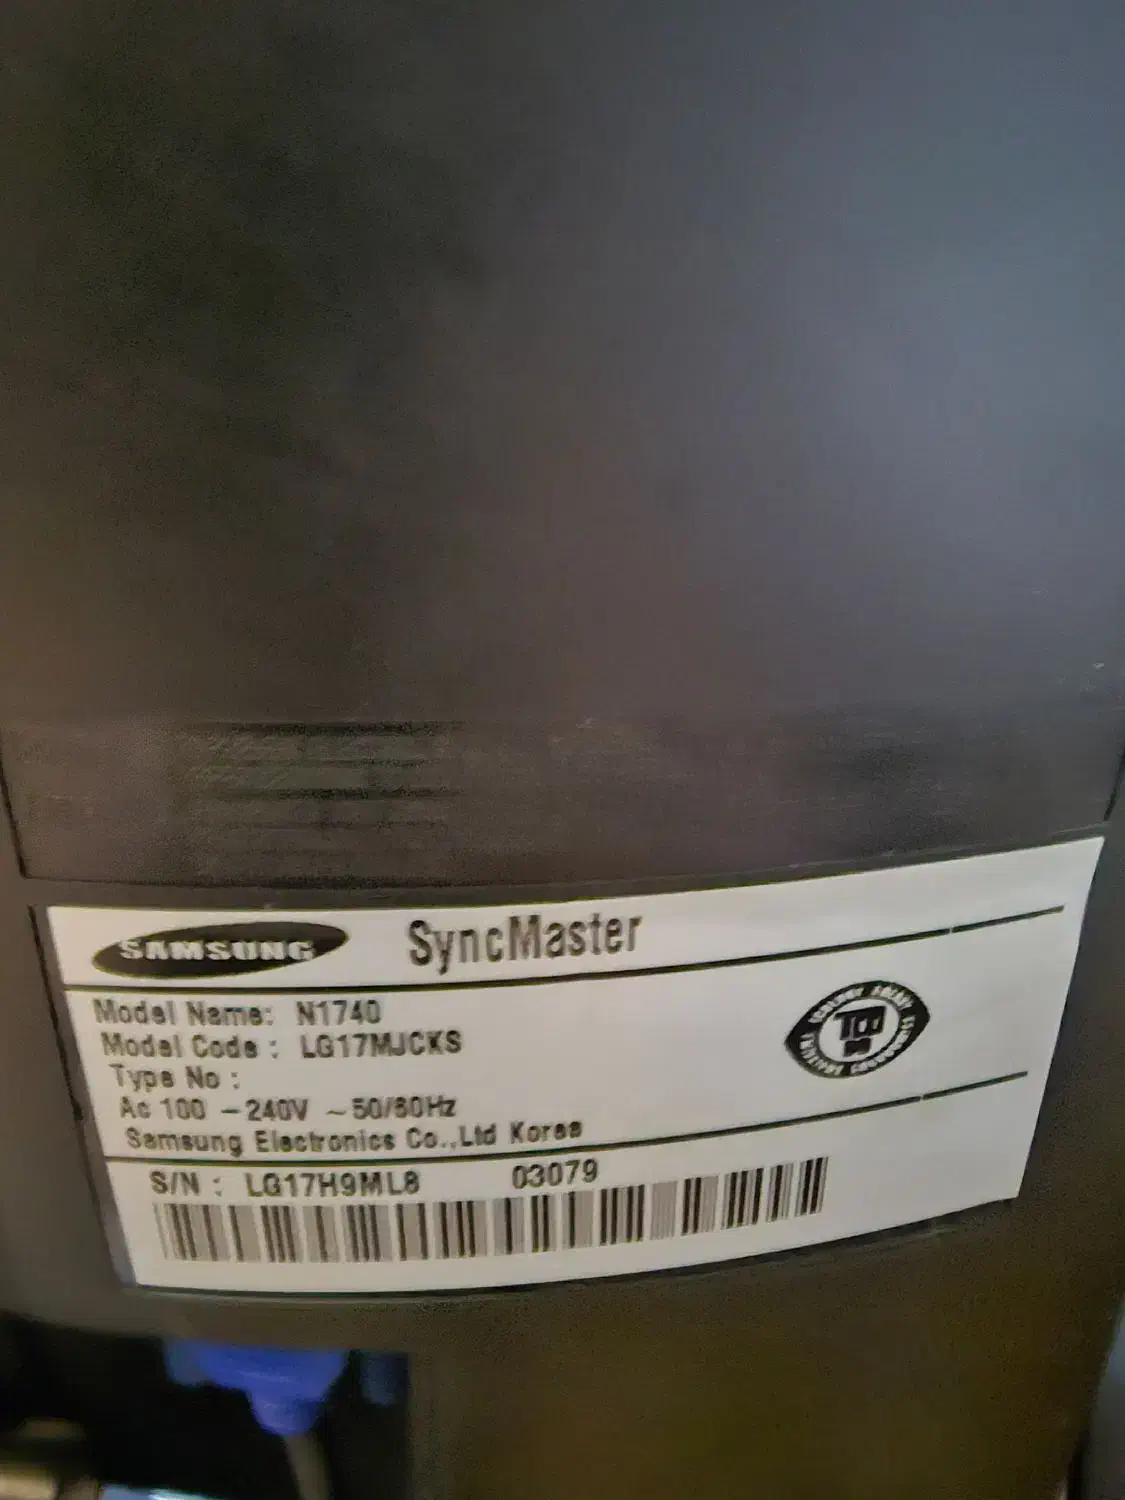 SAMSUNG SyncMaster
Model Name: N1740
Model Code : LG17MJCKS
Type No :
Ac 100 ~240V ~ 50/60Hz
Samsung Electronics Co.,Ltd Korea
S/N : LG17H9ML8 03079
TCO